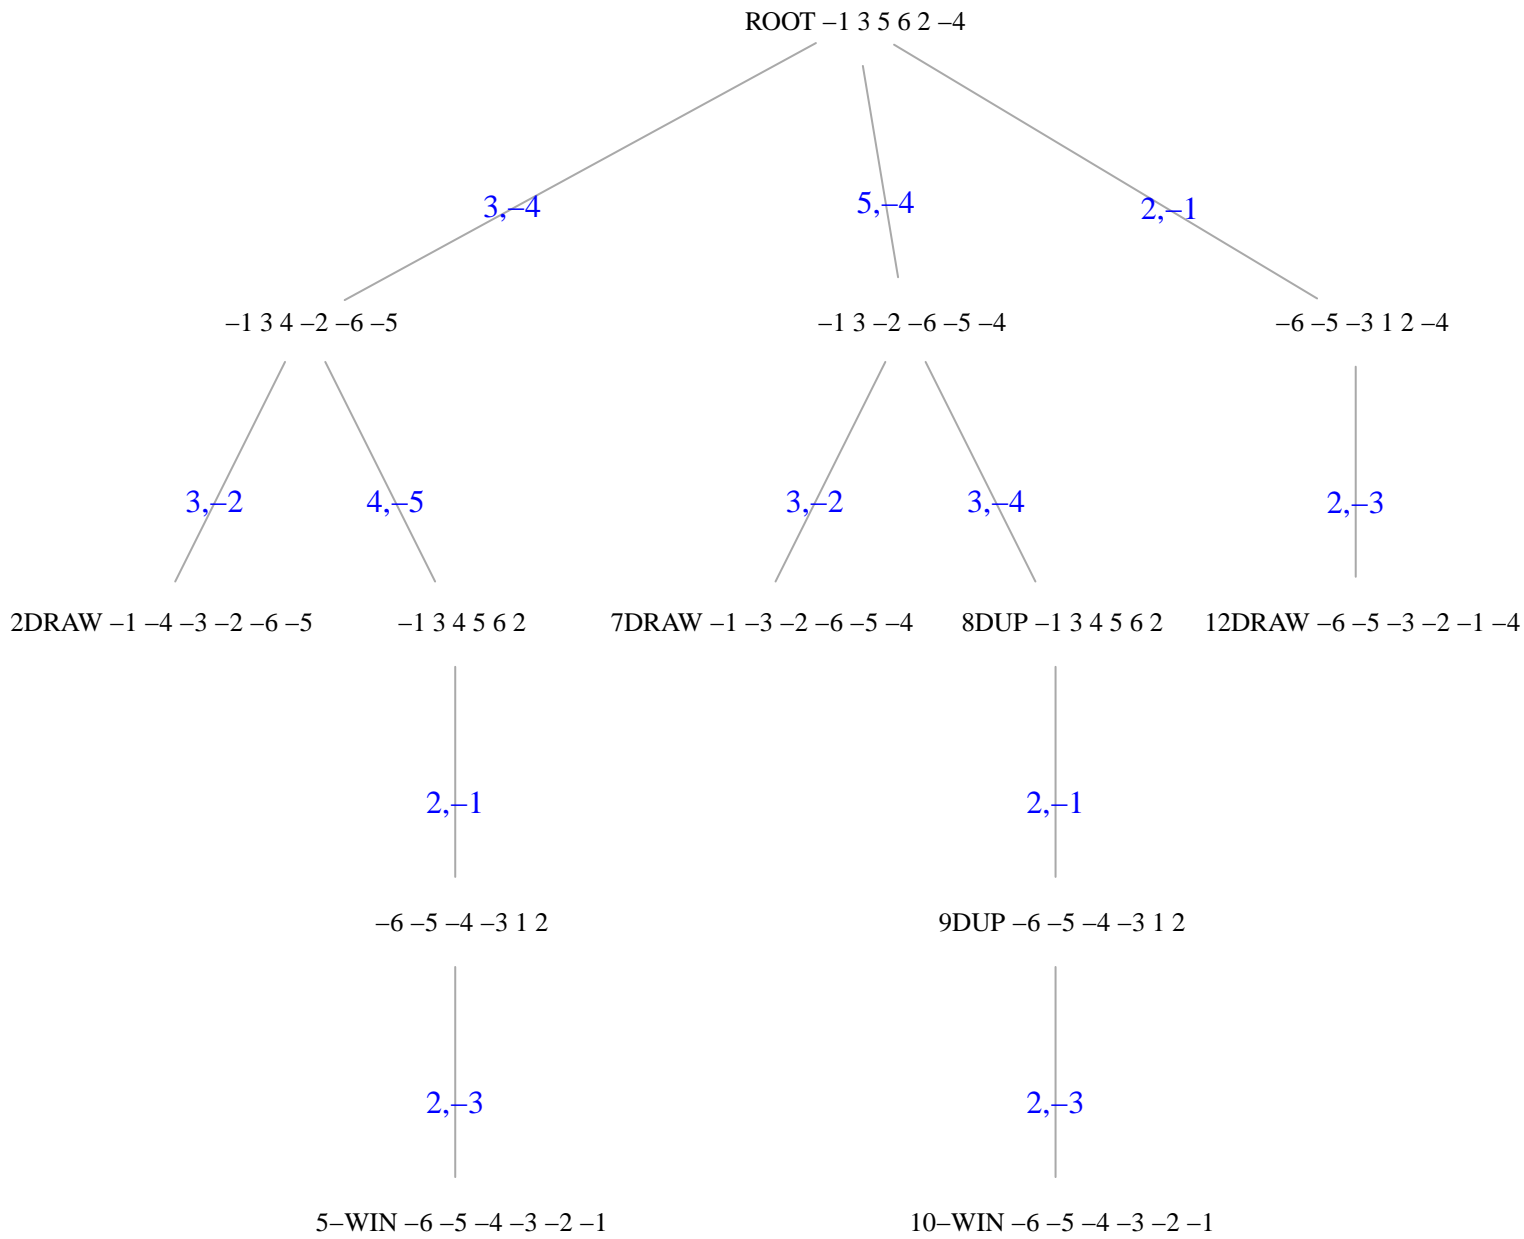 ROOT –1 3 5 6 2 –4
3,–4
5,–4
2,–1
–1 3 4 –2 –6 –5
–1 3 –2 –6 –5 –4
–6 –5 –3 1 2 –4
3,–2
4,–5
3,–2
3,–4
2,–3
2DRAW –1 –4 –3 –2 –6 –5
–1 3 4 5 6 2
7DRAW –1 –3 –2 –6 –5 –4
8DUP –1 3 4 5 6 2
12DRAW –6 –5 –3 –2 –1 –4
2,–1
2,–1
–6 –5 –4 –3 1 2
9DUP –6 –5 –4 –3 1 2
2,–3
2,–3
5–WIN –6 –5 –4 –3 –2 –1
10–WIN –6 –5 –4 –3 –2 –1